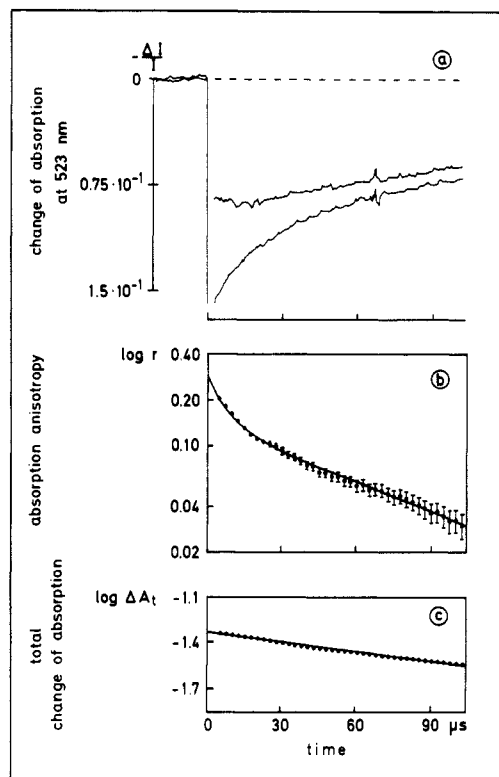 ΔI
I
ⓐ
0
change of absorption
at 523 nm
0.75·10⁻¹
1.5·10⁻¹
log r
ⓑ
absorption anisotropy
0.40
0.20
0.10
0.04
0.02
log ΔAₜ
ⓒ
total
change of absorption
-1.1
-1.4
-1.7
0 30 60 90 μs
time